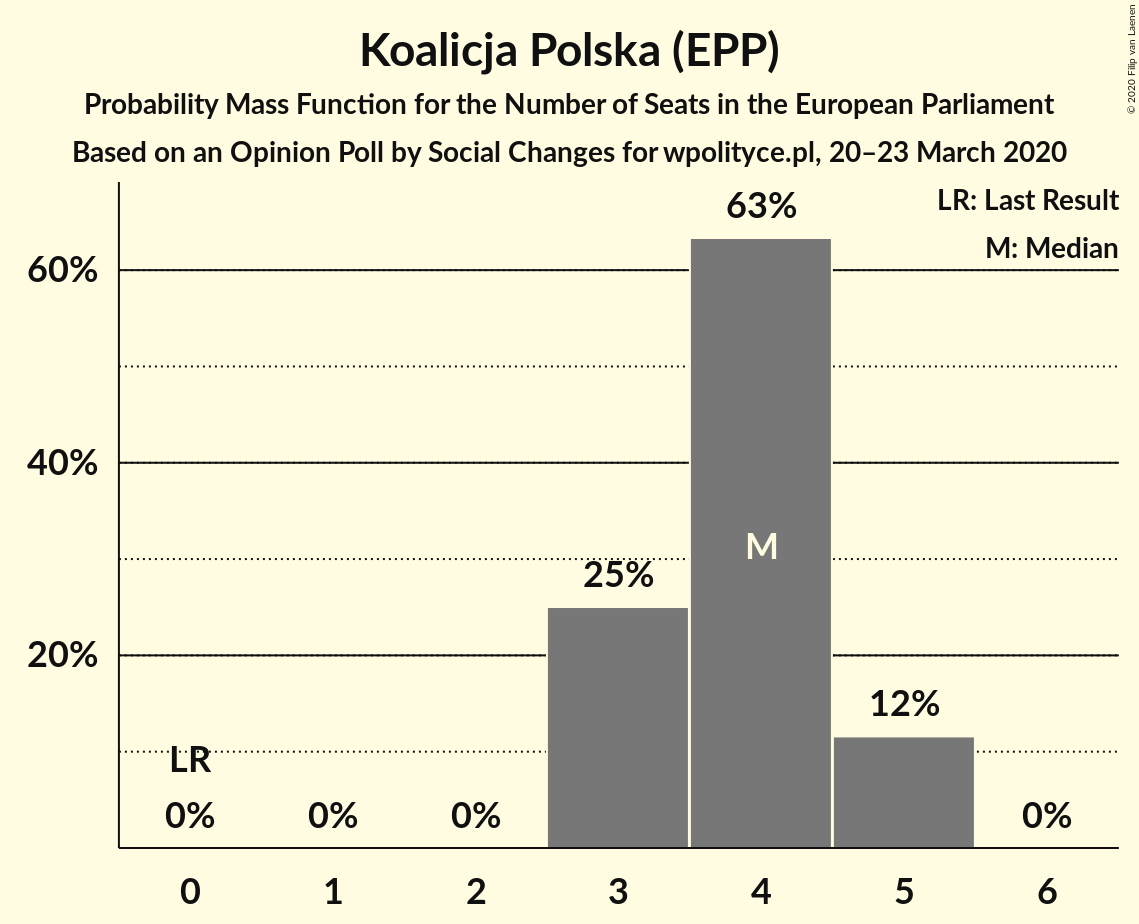 Koalicja Polska (EPP)
Probability Mass Function for the Number of Seats in the European Parliament
Based on an Opinion Poll by Social Changes for wpolityce.pl, 20–23 March 2020
© 2020 Filip van Laenen
LR: Last Result
M: Median
63%
60%
40%
M
25%
20%
12%
LR
0%
0%
0%
0%
0
1
2
3
4
5
6